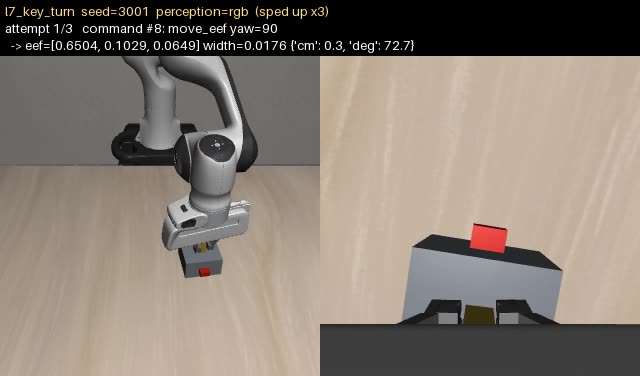 l7_key_turn seed=3001 perception=rgb (sped up x3)
attempt 1/3 command #8: move_eef yaw=90
-> eef=[0.6504, 0.1029, 0.0649] width=0.0176 {'cm': 0.3, 'deg': 72.7}